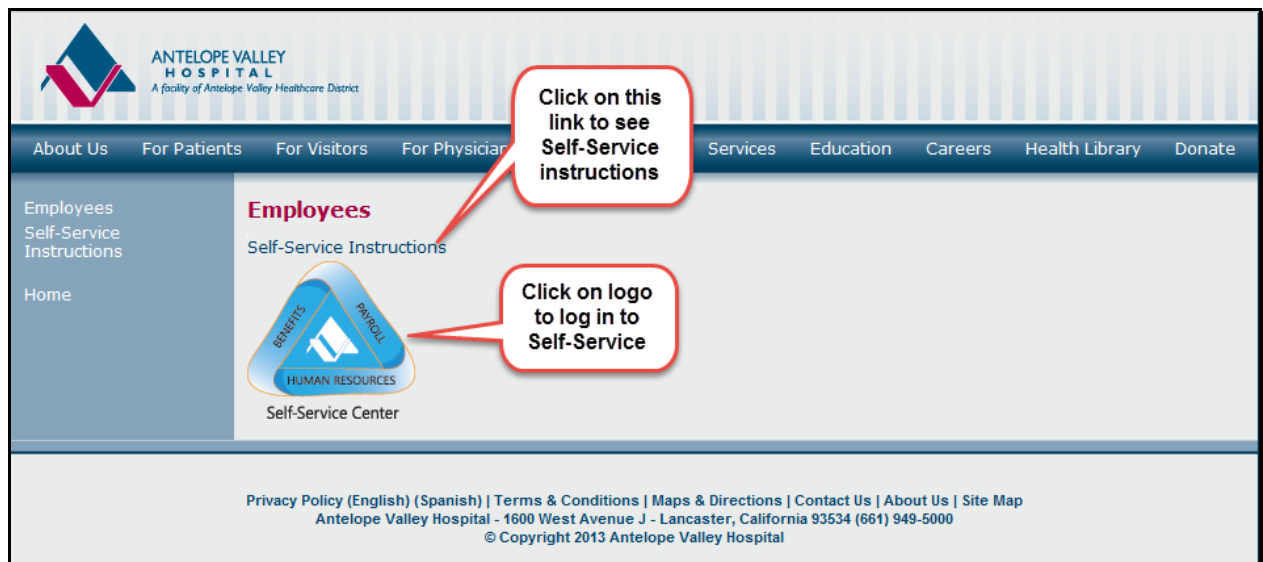 ANTELOPE VALLEY
HOSPITAL
A facility of Antelope Valley Healthcare District
Click on this
link to see
Self-Service
instructions
About Us For Patients For Visitors For Physician Services Education Careers Health Library Donate
Employees
Self-Service
Instructions
Home
Employees
Self-Service Instructions
BENEFITS
PAYROLL
HUMAN RESOURCES
Self-Service Center
Click on logo
to log in to
Self-Service
Privacy Policy (English) (Spanish) | Terms & Conditions | Maps & Directions | Contact Us | About Us | Site Map
Antelope Valley Hospital - 1600 West Avenue J - Lancaster, California 93534 (661) 949-5000
© Copyright 2013 Antelope Valley Hospital